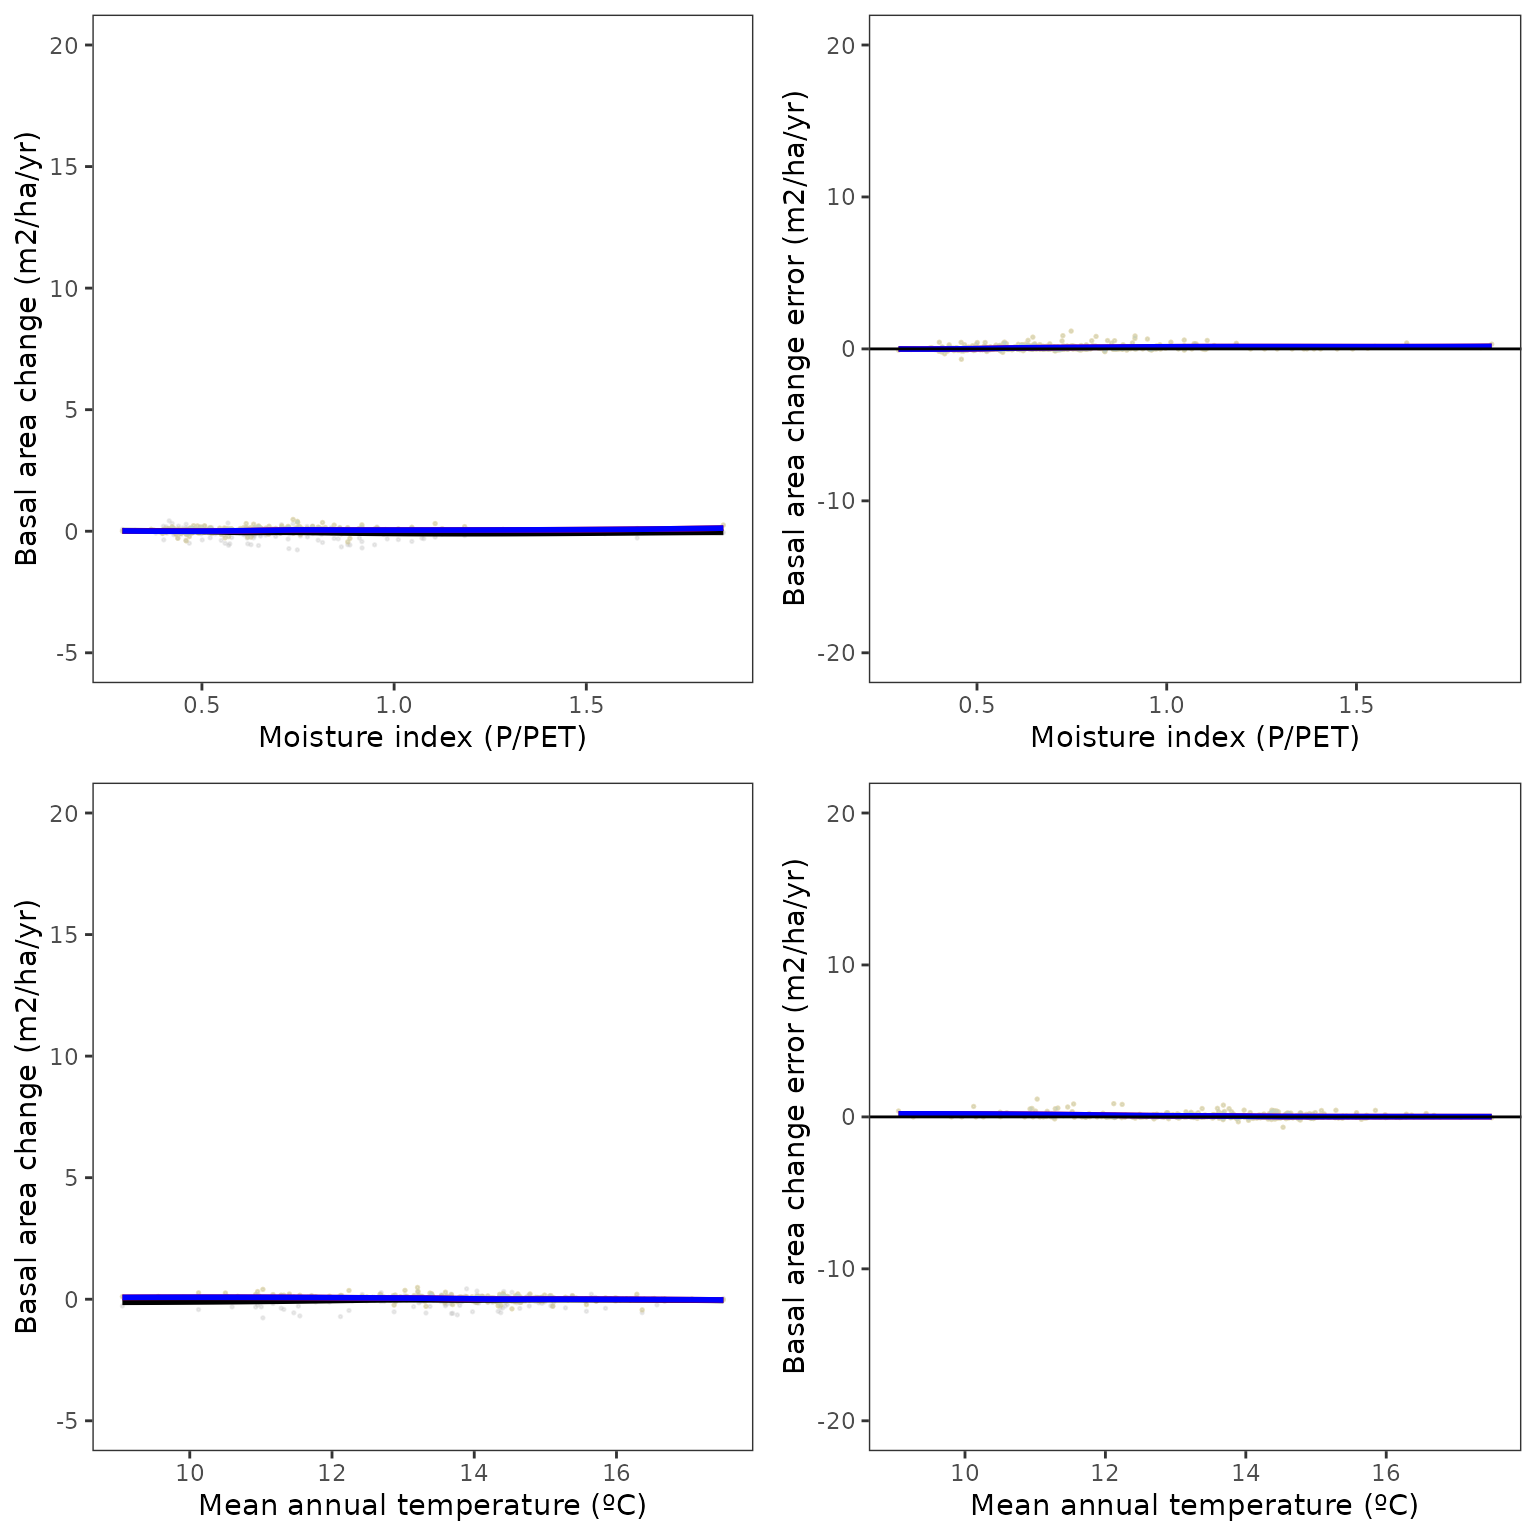 Basal area change (m2/ha/yr)
20
15
10
5
0
-5
0.5 1.0 1.5
Moisture index (P/PET)
Basal area change error (m2/ha/yr)
20
10
0
-10
-20
0.5 1.0 1.5
Moisture index (P/PET)
Basal area change (m2/ha/yr)
20
15
10
5
0
-5
10 12 14 16
Mean annual temperature (ºC)
Basal area change error (m2/ha/yr)
20
10
0
-10
-20
10 12 14 16
Mean annual temperature (ºC)